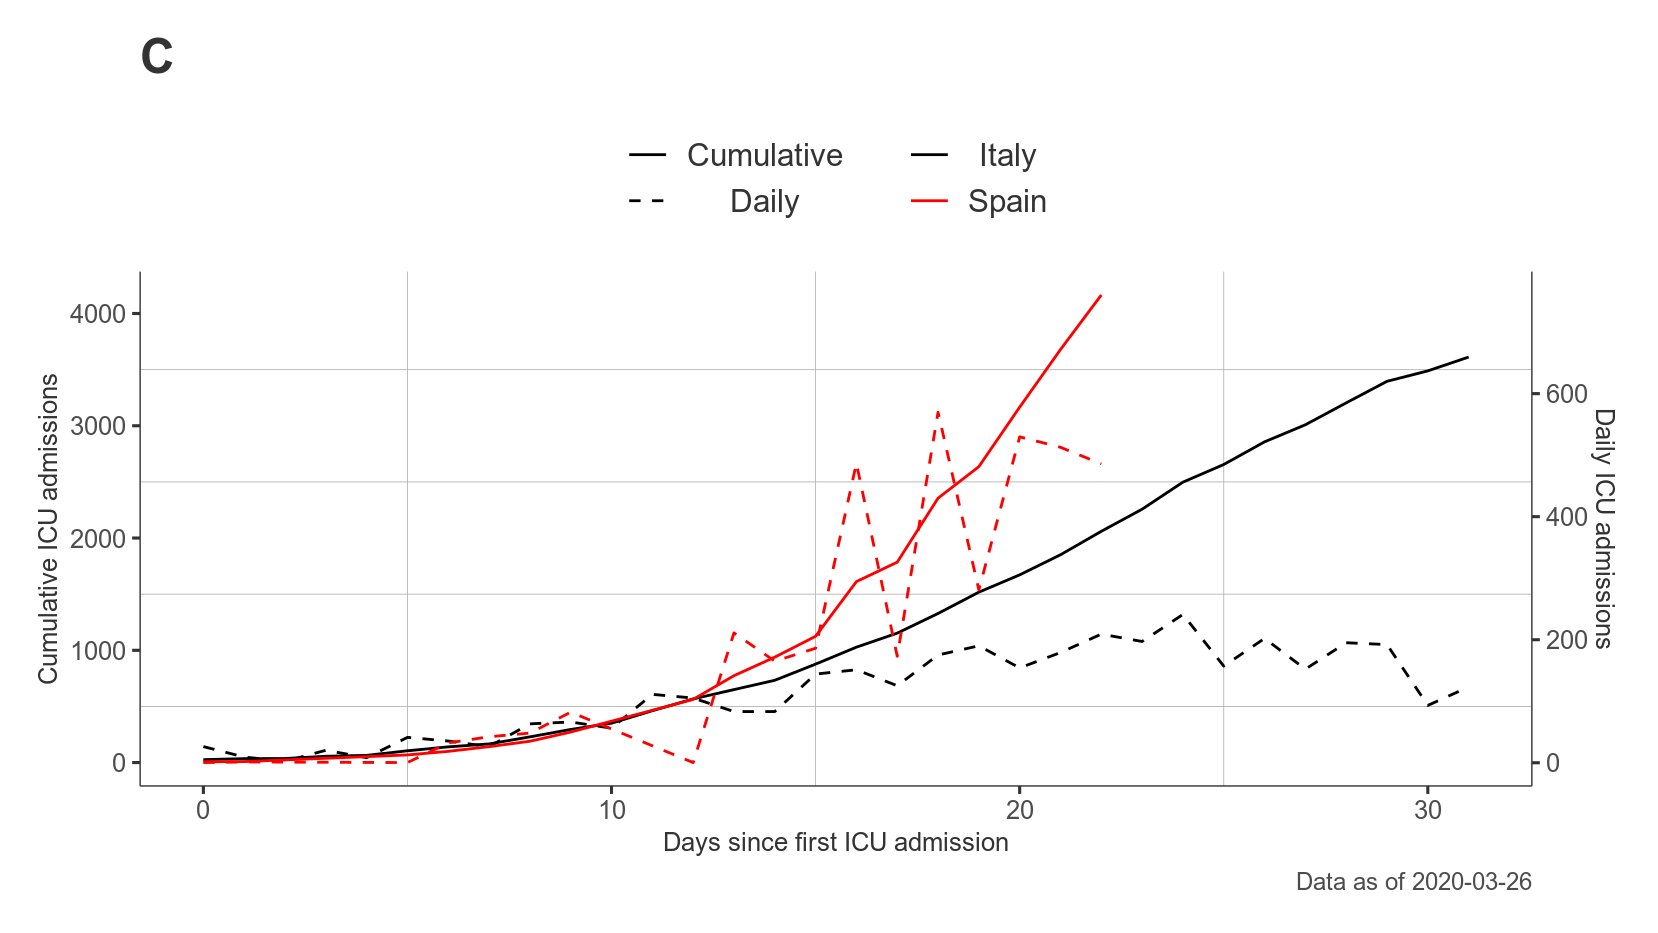 C
Cumulative Italy
Daily Spain
4000
3000
2000
1000
0
Cumulative ICU admissions
600
400
200
0
Daily ICU admissions
0 10 20 30
Days since first ICU admission
Data as of 2020-03-26